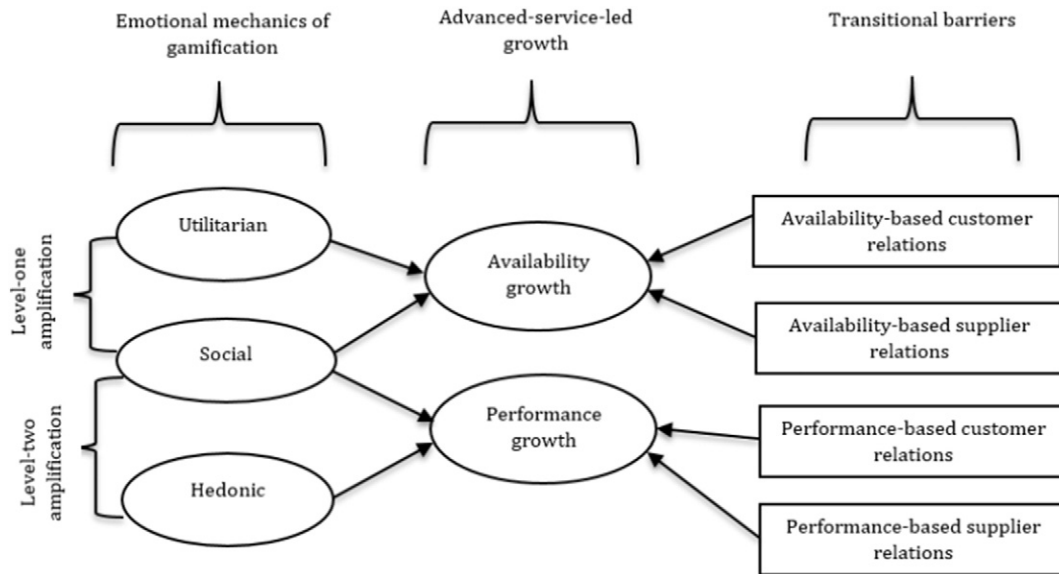 Emotional mechanics of
gamification
Advanced-service-led
growth
Transitional barriers
Level-one
amplification
Level-two
amplification
Utilitarian
Social
Hedonic
Availability
growth
Performance
growth
Availability-based customer
relations
Availability-based supplier
relations
Performance-based customer
relations
Performance-based supplier
relations